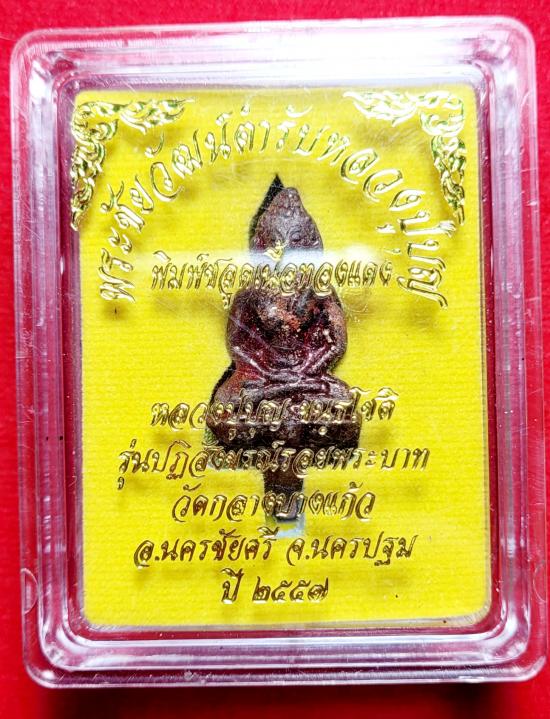 พระชัยวัฒน์ตำรับหลวงปู่บุญ
พิมพ์ชลูดเนื้อทองแดง
หลวงปู่บุญ ขนฺธโชติ
รุ่นปฏิสังขรณ์รอยพระบาท
วัดกลางบางแก้ว
อ.นครชัยศรี จ.นครปฐม
ปี ๒๕๕๗